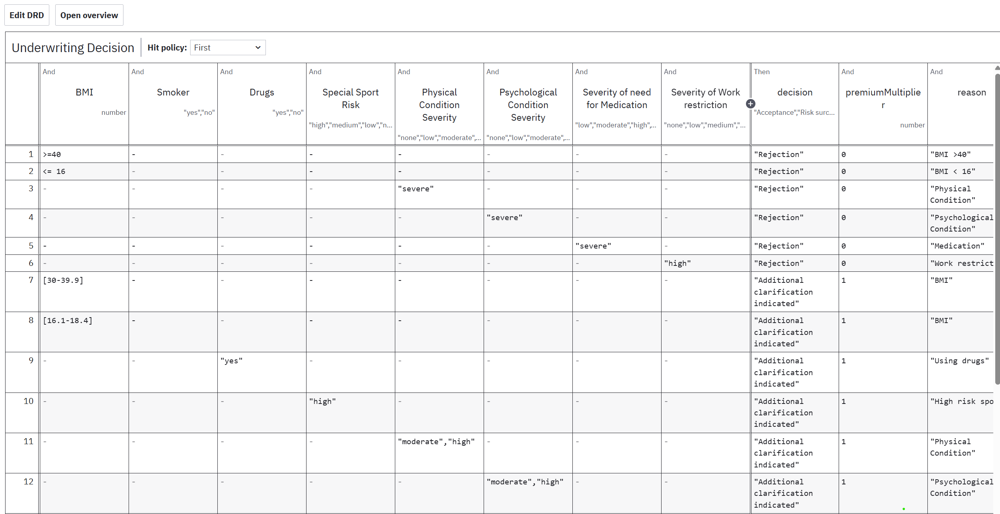 Edit DRD Open overview
Underwriting Decision Hit policy: First
And And And And And And And And Then And And
BMI Smoker Drugs Special Sport Physical Psychological Severity of need Severity of Work decision premiumMultiplie reason
Risk Condition Condition for Medication restriction r
number "yes","no" "yes","no" Severity Severity "Acceptance","Risk surc...
"high","medium","low","n... "low","moderate","high",... "none","low","medium","... number
"none","low","moderate",... "none","low","moderate",...
1 >=40 - - - - - - - "Rejection" 0 "BMI >40"
2 <= 16 - - - - - - - "Rejection" 0 "BMI < 16"
3 - - - - "severe" - - - "Rejection" 0 "Physical
Condition"
4 - - - - - "severe" - - "Rejection" 0 "Psychological
Condition"
5 - - - - - - "severe" - "Rejection" 0 "Medication"
6 - - - - - - - "high" "Rejection" 0 "Work restrict
7 [30-39.9] - - - - - - - "Additional 1 "BMI"
clarification
indicated"
8 [16.1-18.4] - - - - - - - "Additional 1 "BMI"
clarification
indicated"
9 - - "yes" - - - - - "Additional 1 "Using drugs"
clarification
indicated"
10 - - - "high" - - - - "Additional 1 "High risk spo
clarification
indicated"
11 - - - - "moderate","high" - - - "Additional 1 "Physical
clarification Condition"
indicated"
12 - - - - - "moderate","high" - - "Additional 1 "Psychological
clarification Condition"
indicated"